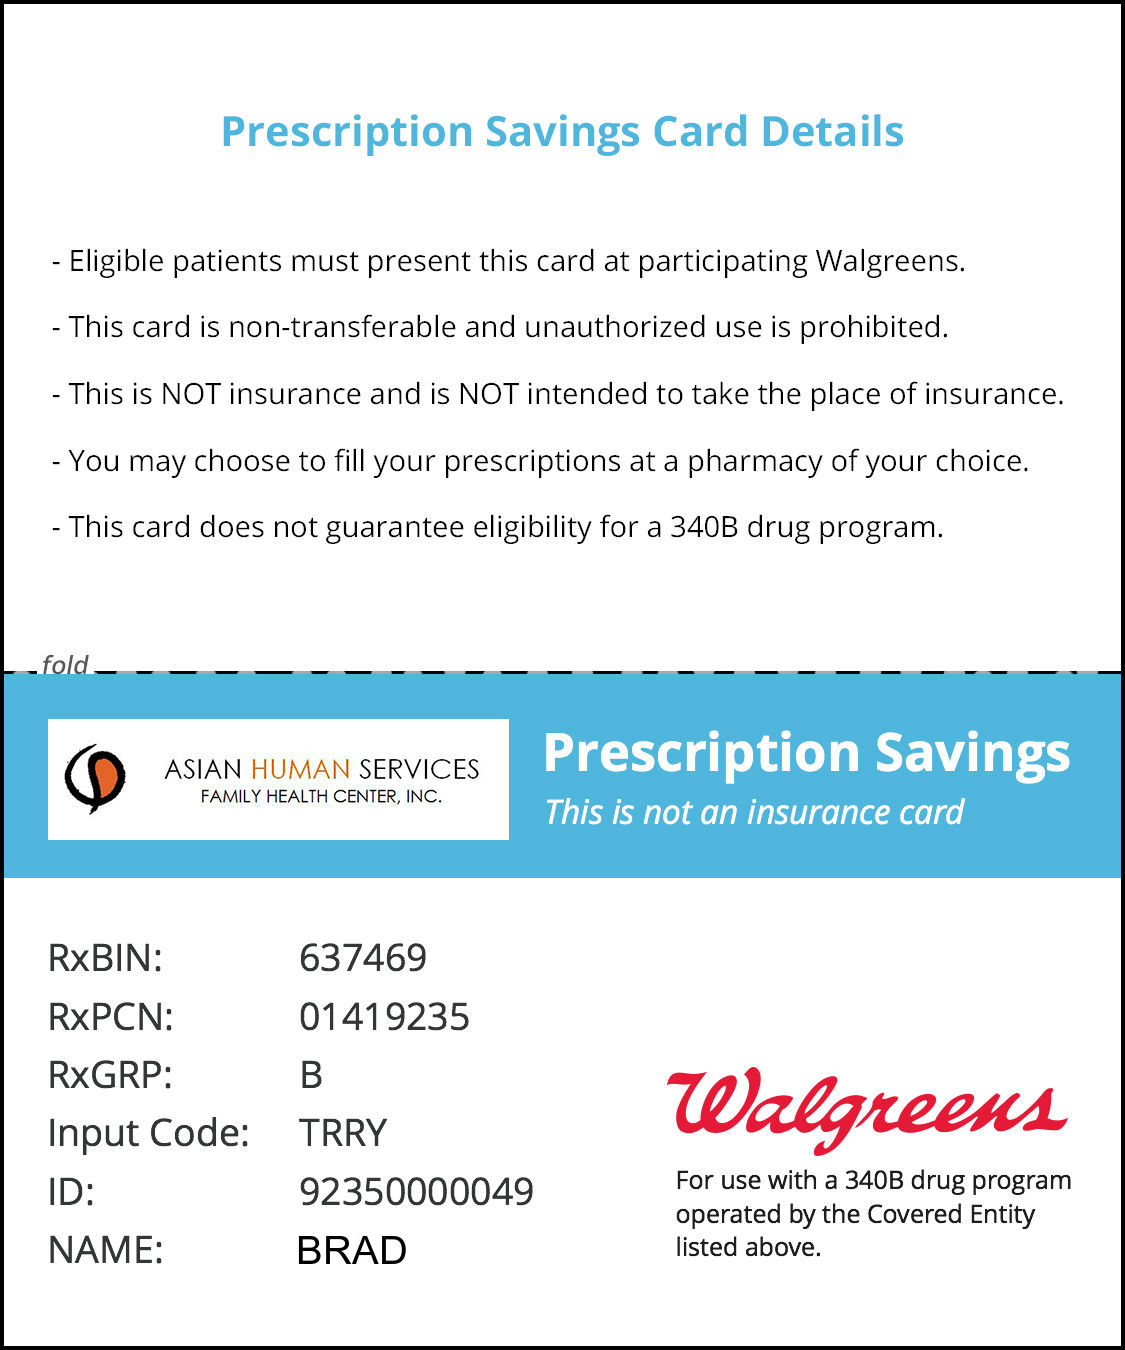 Prescription Savings Card Details
- Eligible patients must present this card at participating Walgreens.
- This card is non-transferable and unauthorized use is prohibited.
- This is NOT insurance and is NOT intended to take the place of insurance.
- You may choose to fill your prescriptions at a pharmacy of your choice.
- This card does not guarantee eligibility for a 340B drug program.
fold
ASIAN HUMAN SERVICES
FAMILY HEALTH CENTER, INC.
Prescription Savings
This is not an insurance card
RxBIN: 637469
RxPCN: 01419235
RxGRP: B
Input Code: TRRY
ID: 92350000049
NAME: BRAD
Walgreens
For use with a 340B drug program
operated by the Covered Entity
listed above.